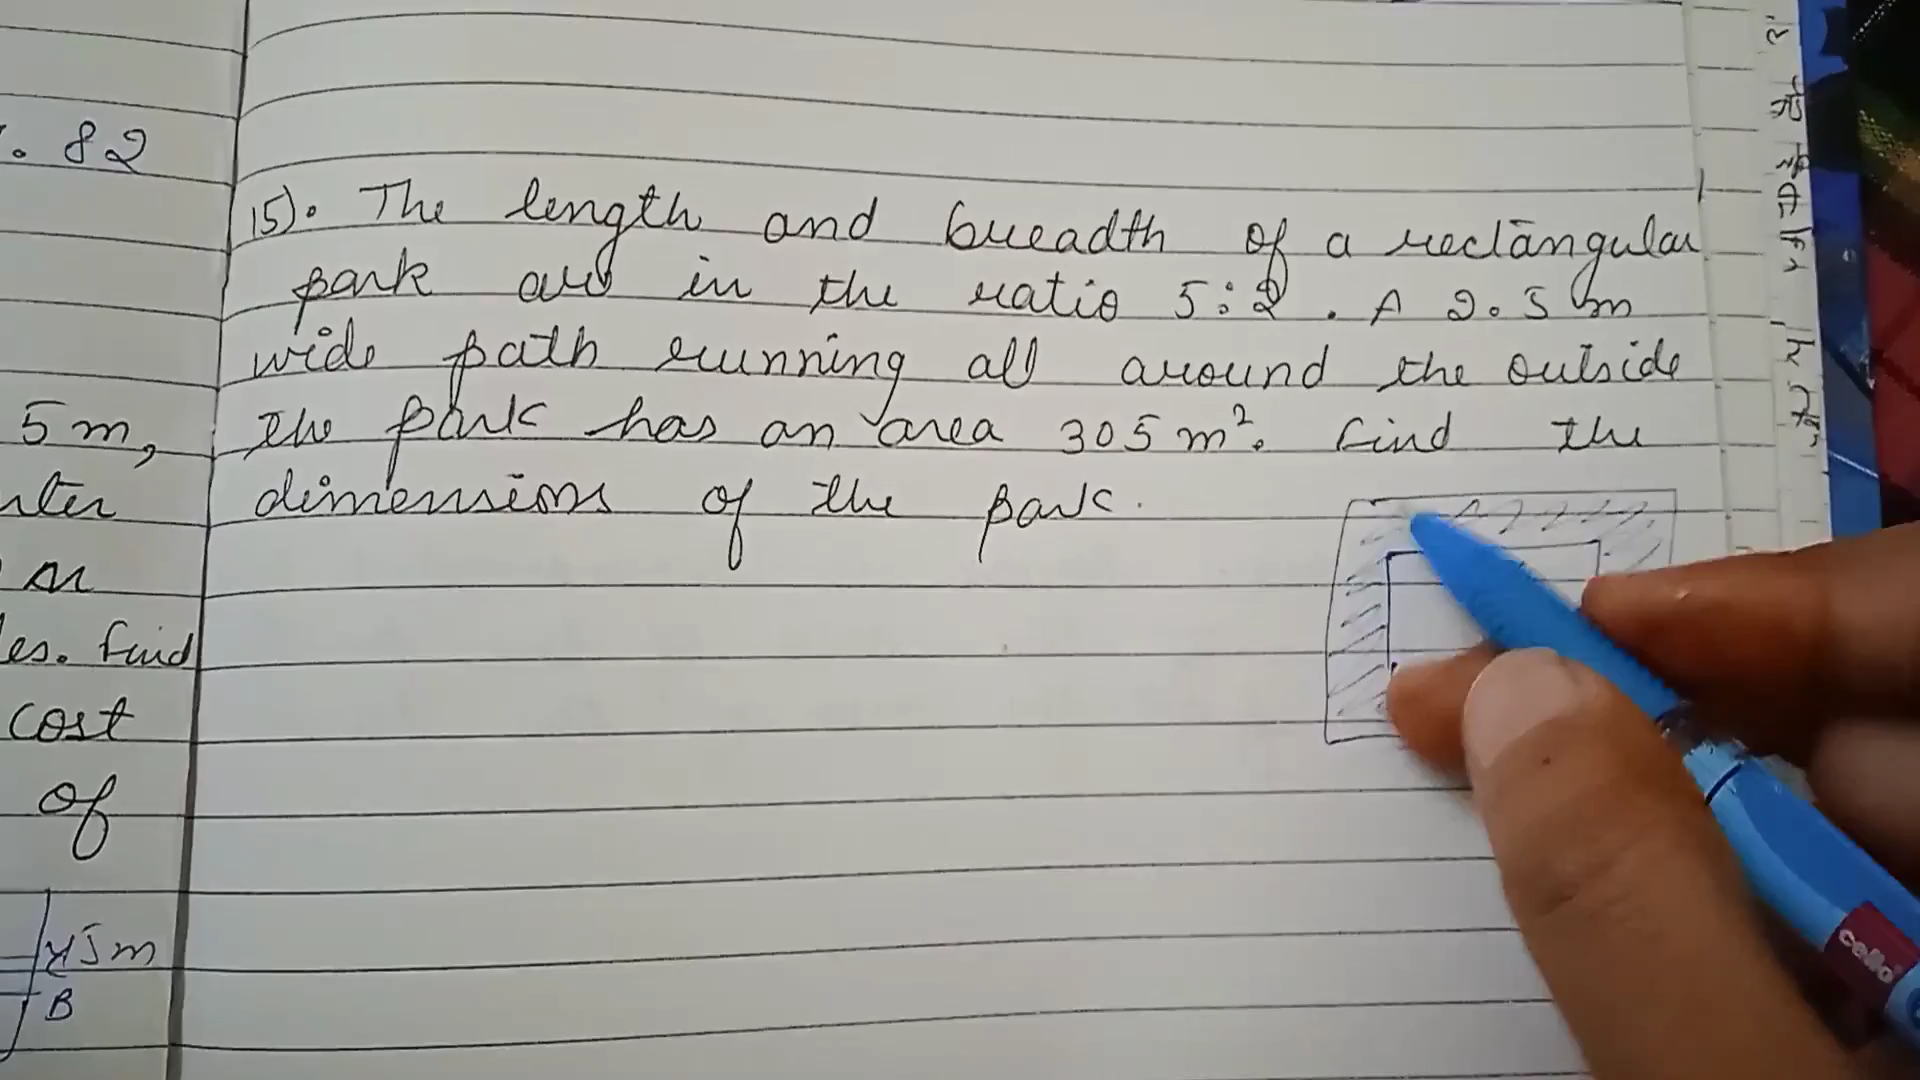 . 82
5 m,
es. find
cost
of
5 m
B
15). The length and breadth of a rectangular
park are in the ratio 5:2. A 2.5 m
wide path running all around the outside
the park has an area 305 m². Find the
dimensions of the park.
cello